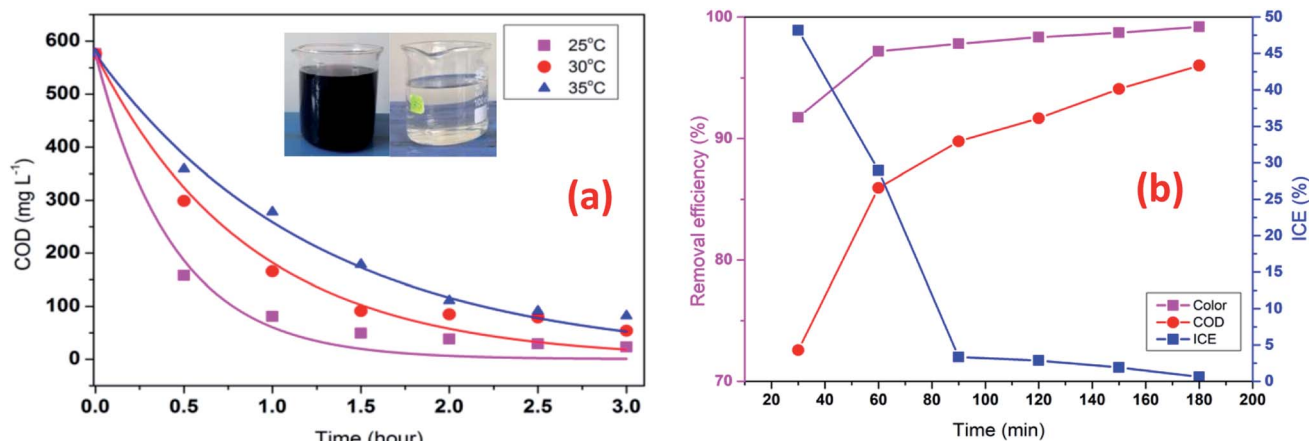 (a)
COD (mg L⁻¹)
600
500
400
300
200
100
0
0.0 0.5 1.0 1.5 2.0 2.5 3.0
Time (hour)
25°C
30°C
35°C
(b)
Removal efficiency (%)
100
90
80
70
ICE (%)
50
45
40
35
30
25
20
15
10
5
0
Color
COD
ICE
20 40 60 80 100 120 140 160 180 200
Time (min)